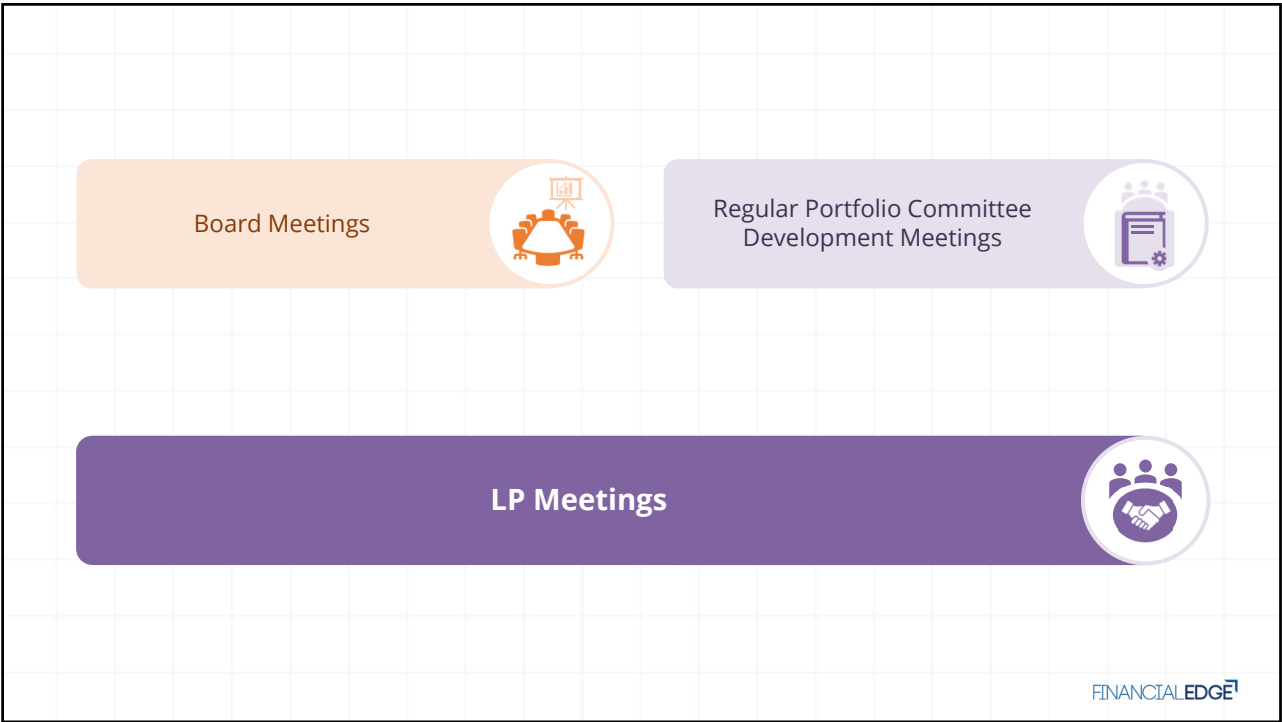 Board Meetings
Regular Portfolio Committee
Development Meetings
LP Meetings
FINANCIALEDGE